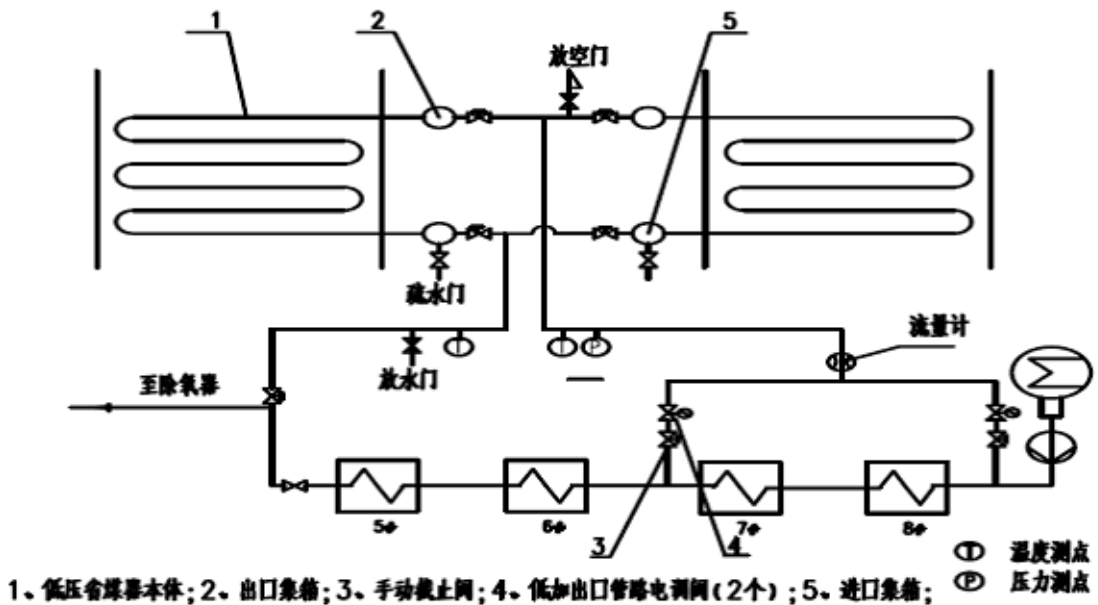 1 2 5
放空门
疏水门
流量计
T T P
放水门
至除氧器
5# 6# 7# 8#
3 4
T 温度测点
P 压力测点
1、低压省煤器本体；2、出口集箱；3、手动截止阀；4、低加出口管路电调阀（2个）；5、进口集箱；